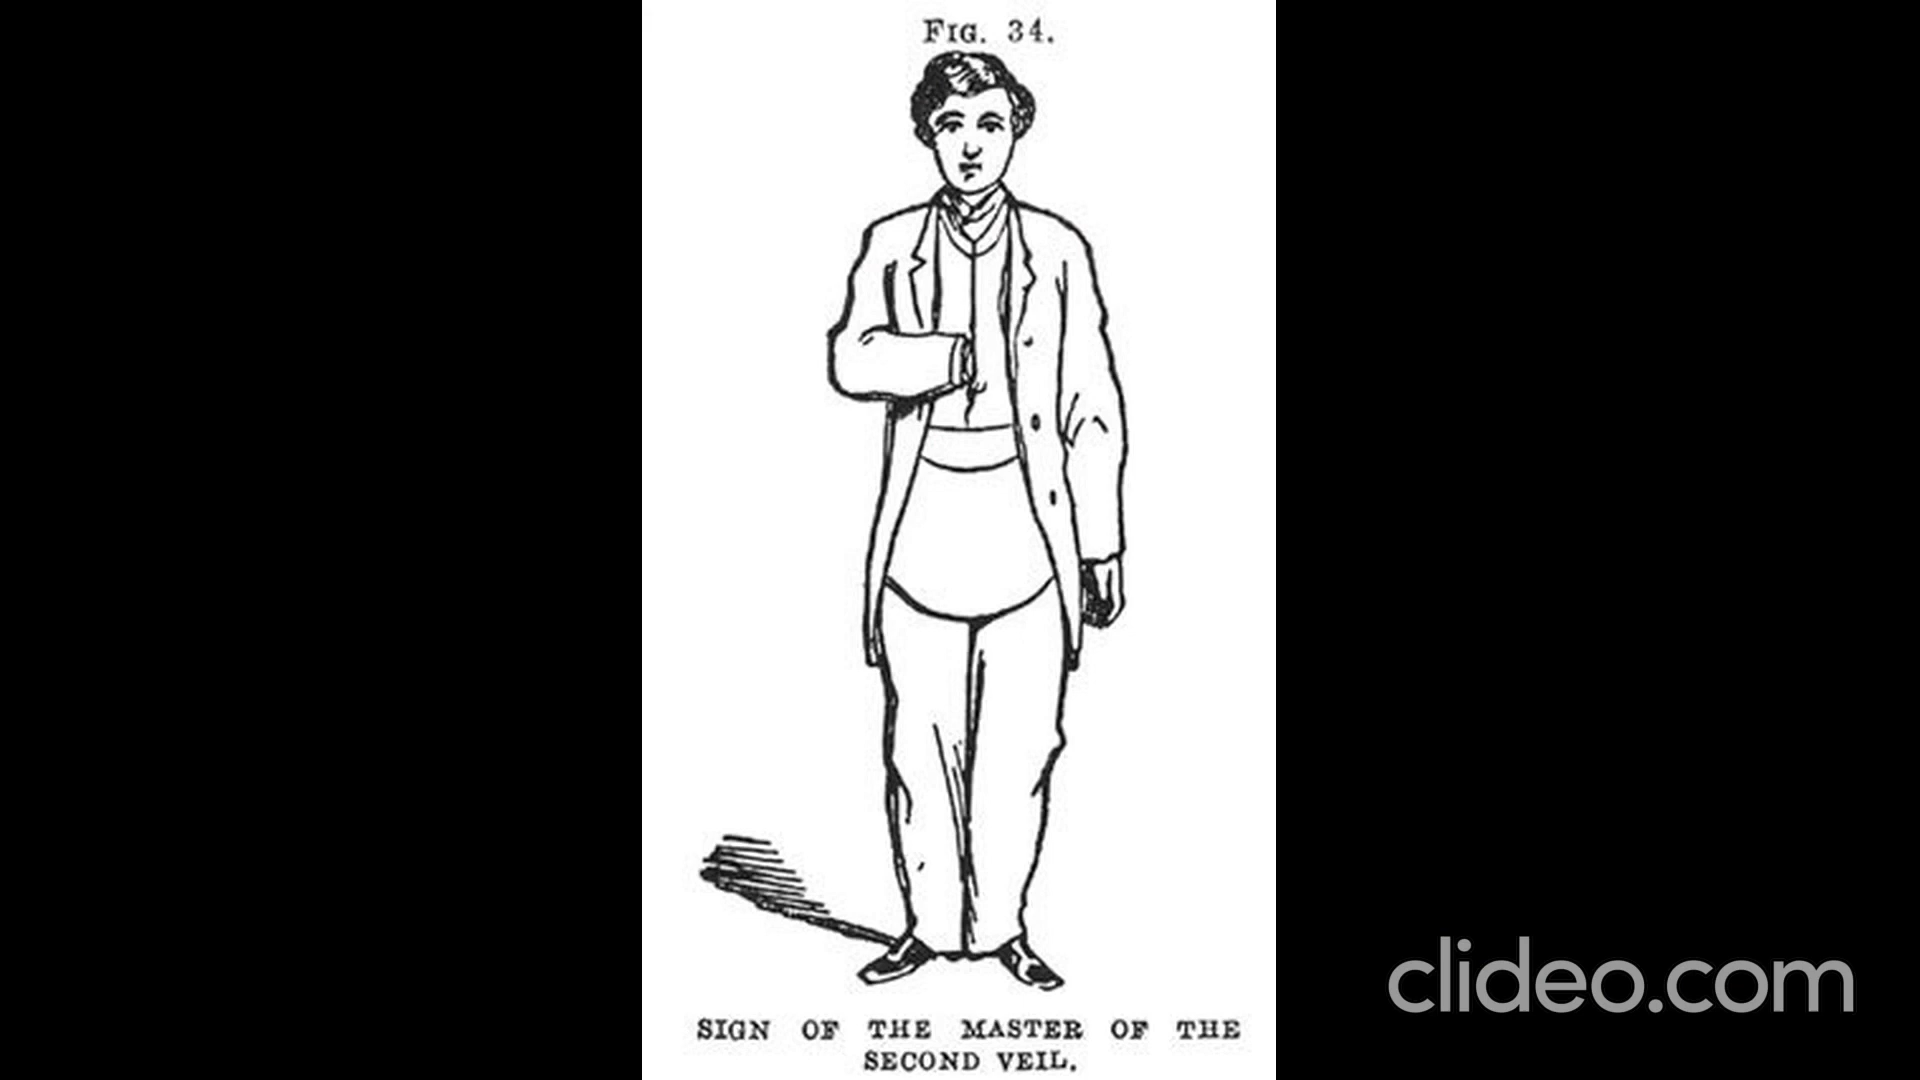 FIG. 34.
SIGN OF THE MASTER OF THE
SECOND VEIL.
clideo.com